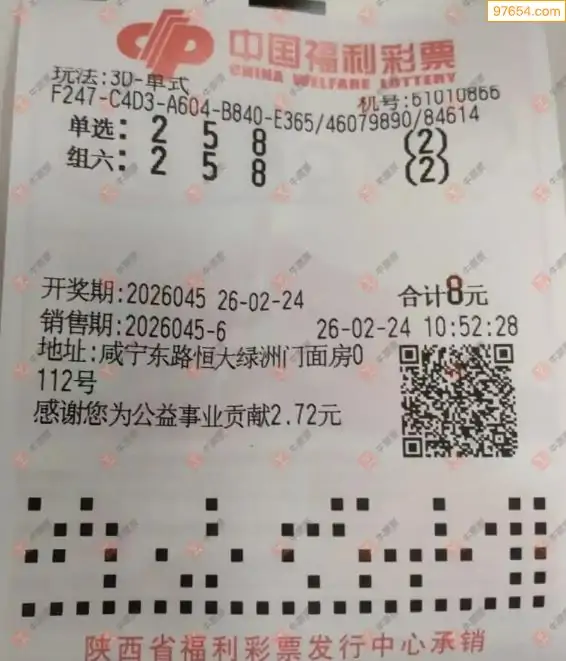 97654.com
中国福利彩票
CHINA WELFARE LOTTERY
玩法:3D-单式
机号:61010866
F247-C4D3-A604-B840-E365/46079890/84614
单选: 2 5 8 (2)
组六: 2 5 8 (2)
开奖期:2026045 26-02-24 合计8元
销售期:2026045-6 26-02-24 10:52:28
地址:咸宁东路恒大绿洲门面房0
112号
感谢您为公益事业贡献2.72元
陕西省福利彩票发行中心承销